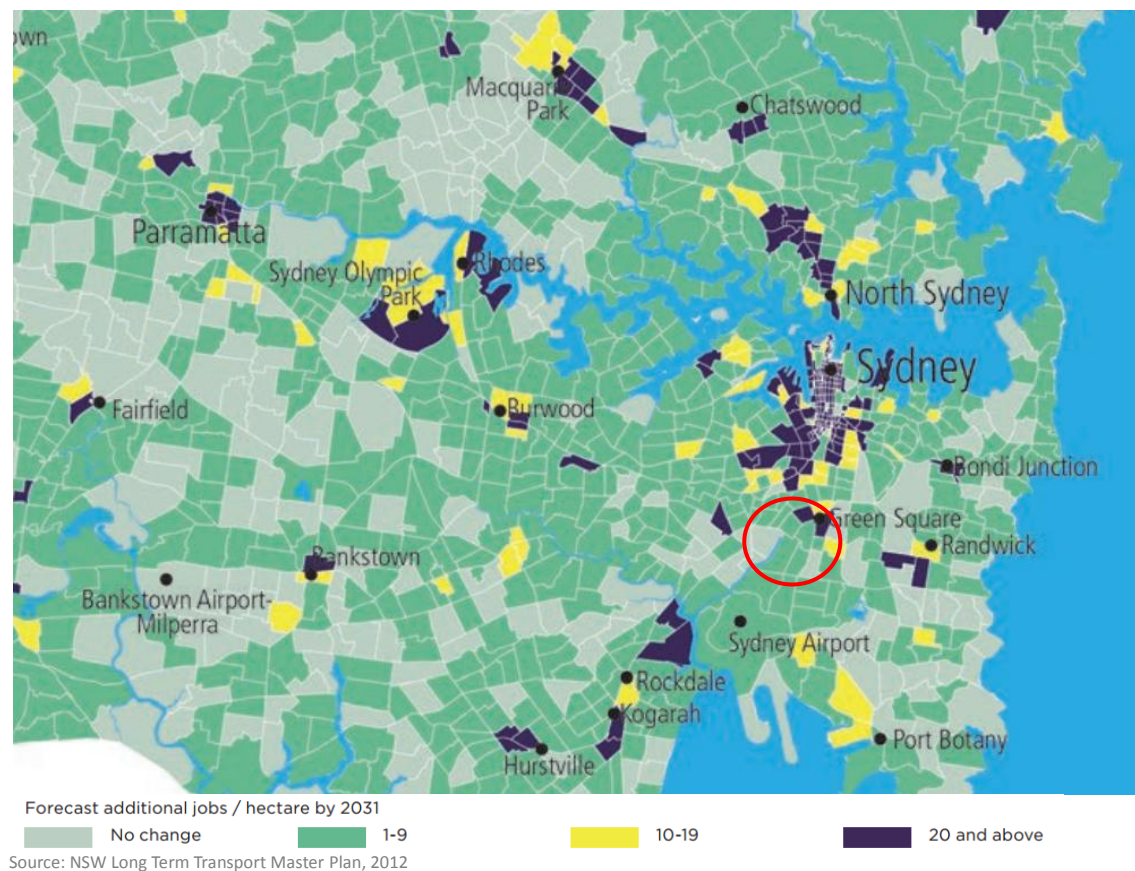 own
Macquarie
Park
Chatswood
Parramatta
Sydney Olympic
Park
Rhodes
North Sydney
Sydney
Fairfield
Burwood
Bondi Junction
Green Square
Randwick
Bankstown
Bankstown Airport-
Milperra
Sydney Airport
Rockdale
Kogarah
Hurstville
Port Botany
Forecast additional jobs / hectare by 2031
No change 1-9 10-19 20 and above
Source: NSW Long Term Transport Master Plan, 2012